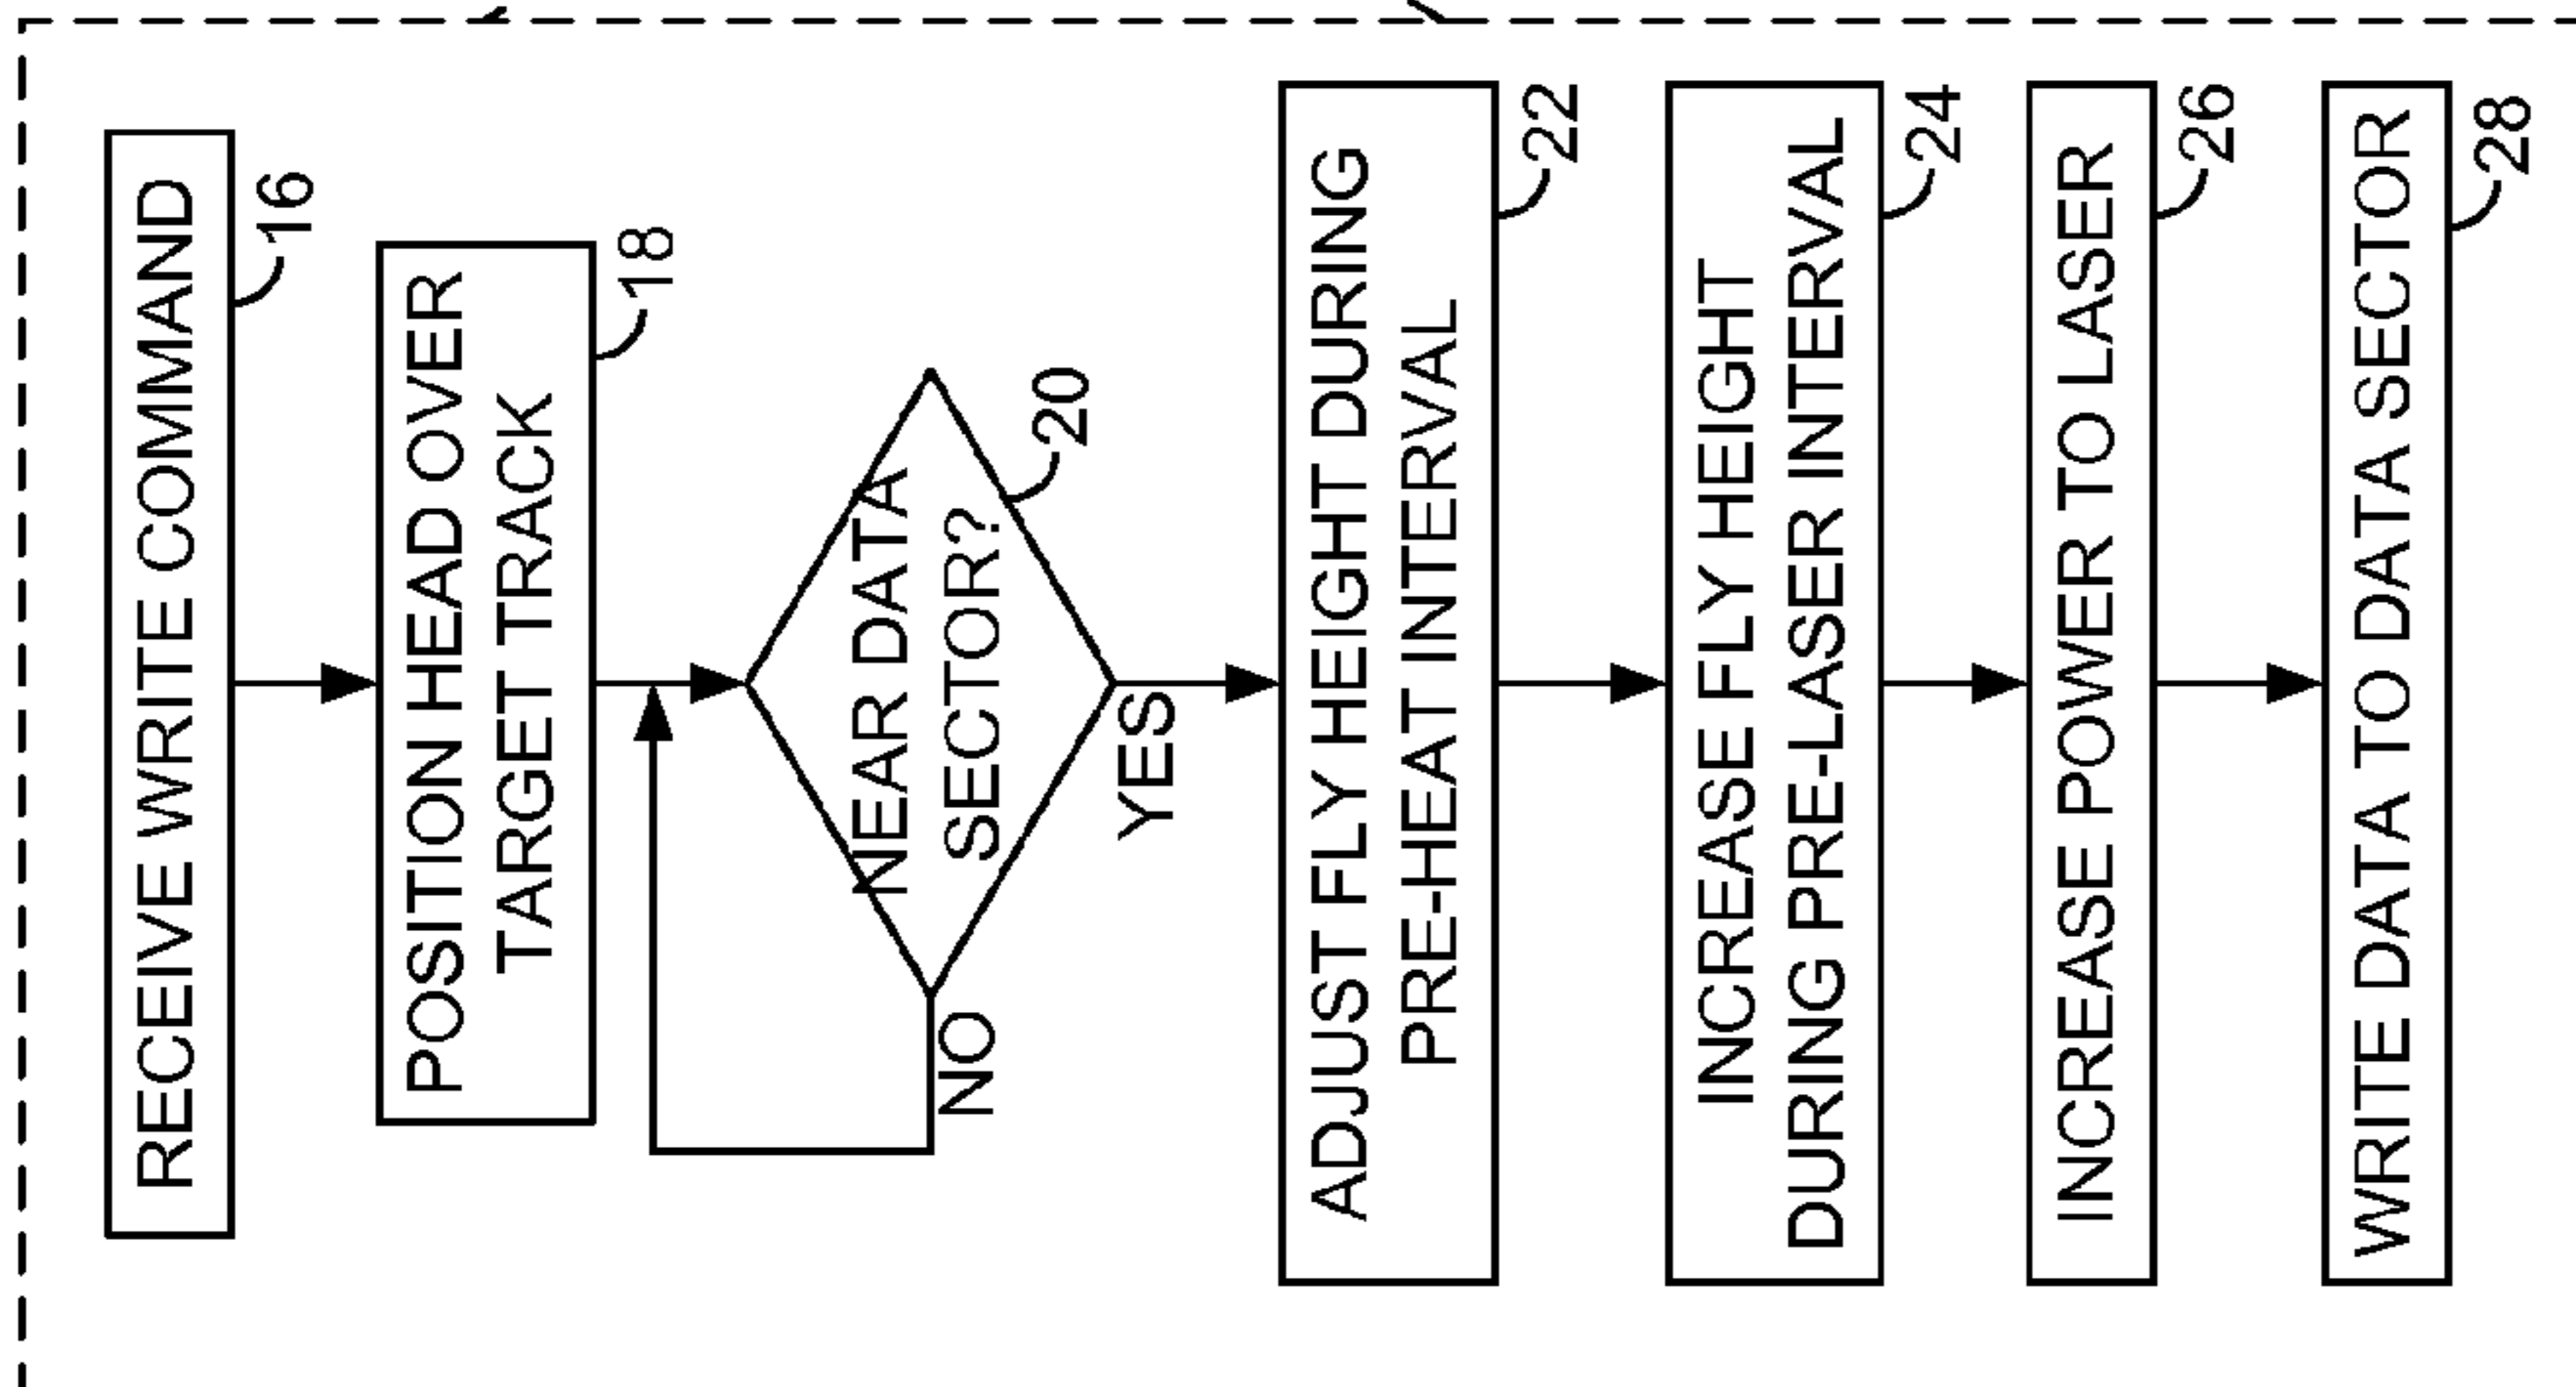 RECEIVE WRITE COMMAND
16
POSITION HEAD OVER
TARGET TRACK
18
NEAR DATA
SECTOR?
20
NO
YES
ADJUST FLY HEIGHT DURING
PRE-HEAT INTERVAL
22
INCREASE FLY HEIGHT
DURING PRE-LASER INTERVAL
24
INCREASE POWER TO LASER
26
WRITE DATA TO DATA SECTOR
28